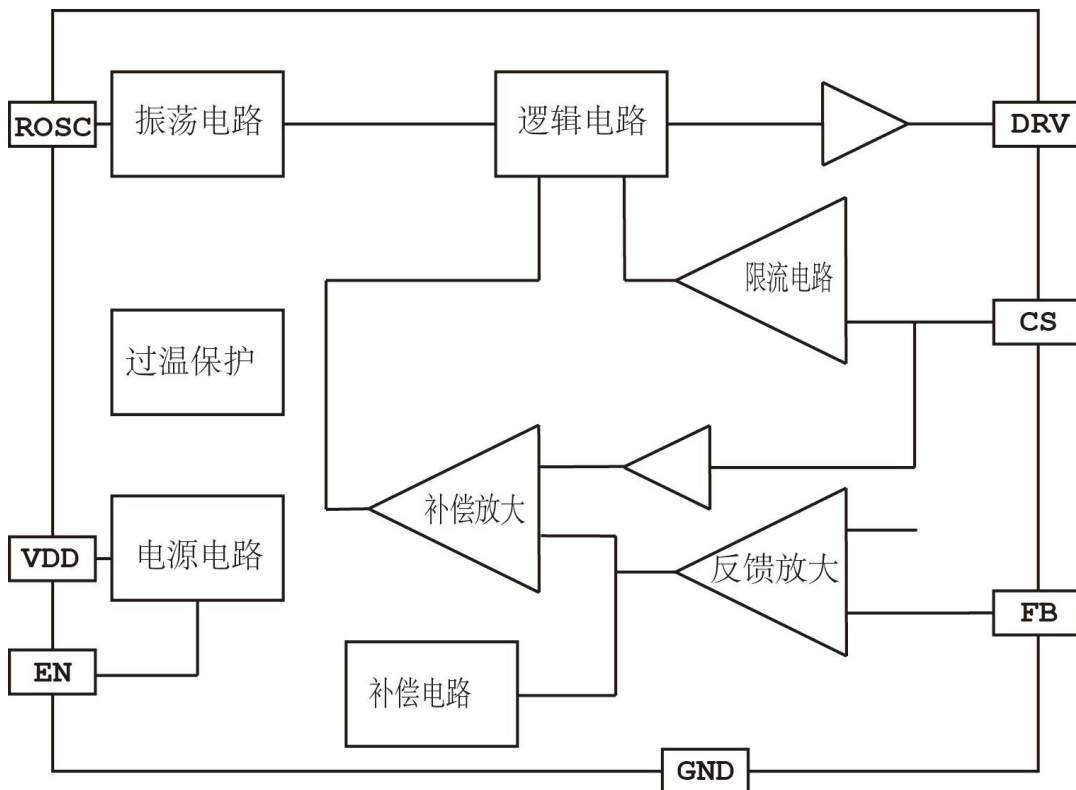 ROSC
振荡电路
逻辑电路
DRV
限流电路
CS
过温保护
补偿放大
VDD
电源电路
反馈放大
FB
EN
补偿电路
GND